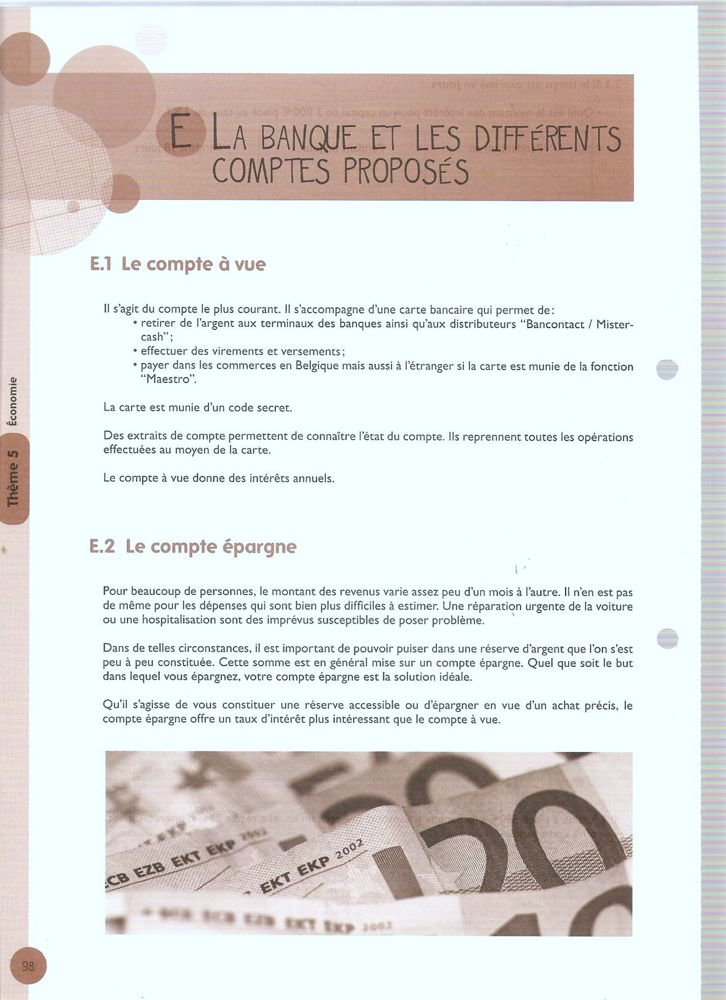 E LA BANQUE ET LES DIFFÉRENTS
COMPTES PROPOSÉS
E.1 Le compte à vue
Il s'agit du compte le plus courant. Il s'accompagne d'une carte bancaire qui permet de:
• retirer de l'argent aux terminaux des banques ainsi qu'aux distributeurs “Bancontact / Mister-
cash”;
• effectuer des virements et versements;
• payer dans les commerces en Belgique mais aussi à l'étranger si la carte est munie de la fonction
“Maestro”.
La carte est munie d'un code secret.
Des extraits de compte permettent de connaître l'état du compte. Ils reprennent toutes les opérations
effectuées au moyen de la carte.
Le compte à vue donne des intérêts annuels.
Thème 5 Économie
E.2 Le compte épargne
Pour beaucoup de personnes, le montant des revenus varie assez peu d'un mois à l'autre. Il n'en est pas
de même pour les dépenses qui sont bien plus difficiles à estimer. Une réparation urgente de la voiture
ou une hospitalisation sont des imprévus susceptibles de poser problème.
Dans de telles circonstances, il est important de pouvoir puiser dans une réserve d'argent que l'on s'est
peu à peu constituée. Cette somme est en général mise sur un compte épargne. Quel que soit le but
dans lequel vous épargnez, votre compte épargne est la solution idéale.
Qu'il s'agisse de vous constituer une réserve accessible ou d'épargner en vue d'un achat précis, le
compte épargne offre un taux d'intérêt plus intéressant que le compte à vue.
EKP
ECB EZB EKT EKP 2002
EKT EKP 2002
20
ECB EZB EKT EKP 2002
10
98